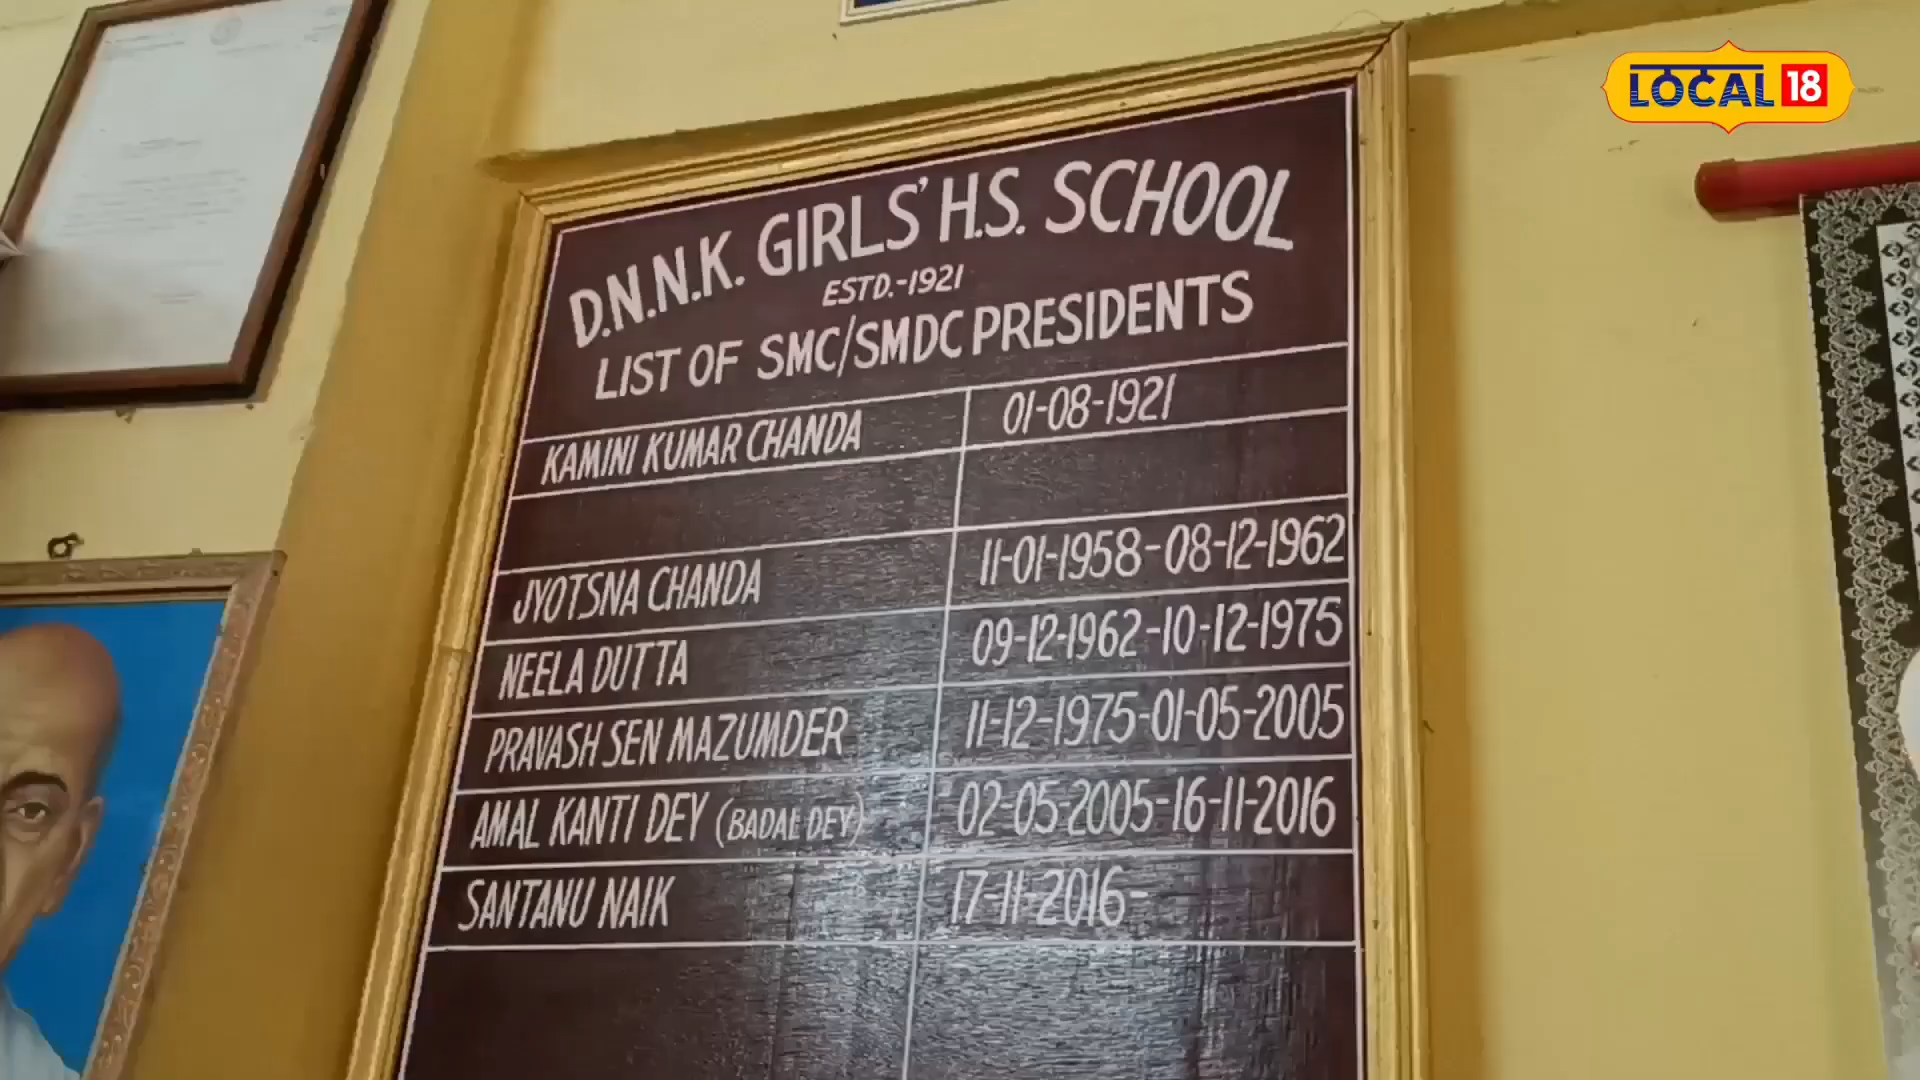 LOCAL 18
D.N.N.K. GIRLS' H.S. SCHOOL
ESTD.-1921
LIST OF SMC/SMDC PRESIDENTS
KAMINI KUMAR CHANDA 01-08-1921
JYOTSNA CHANDA 11-01-1958-08-12-1962
NEELA DUTTA 09-12-1962-10-12-1975
PRAVASH SEN MAZUMDER 11-12-1975-01-05-2005
AMAL KANTI DEY (BADAL DEY) 02-05-2005-16-11-2016
SANTANU NAIK 17-11-2016-